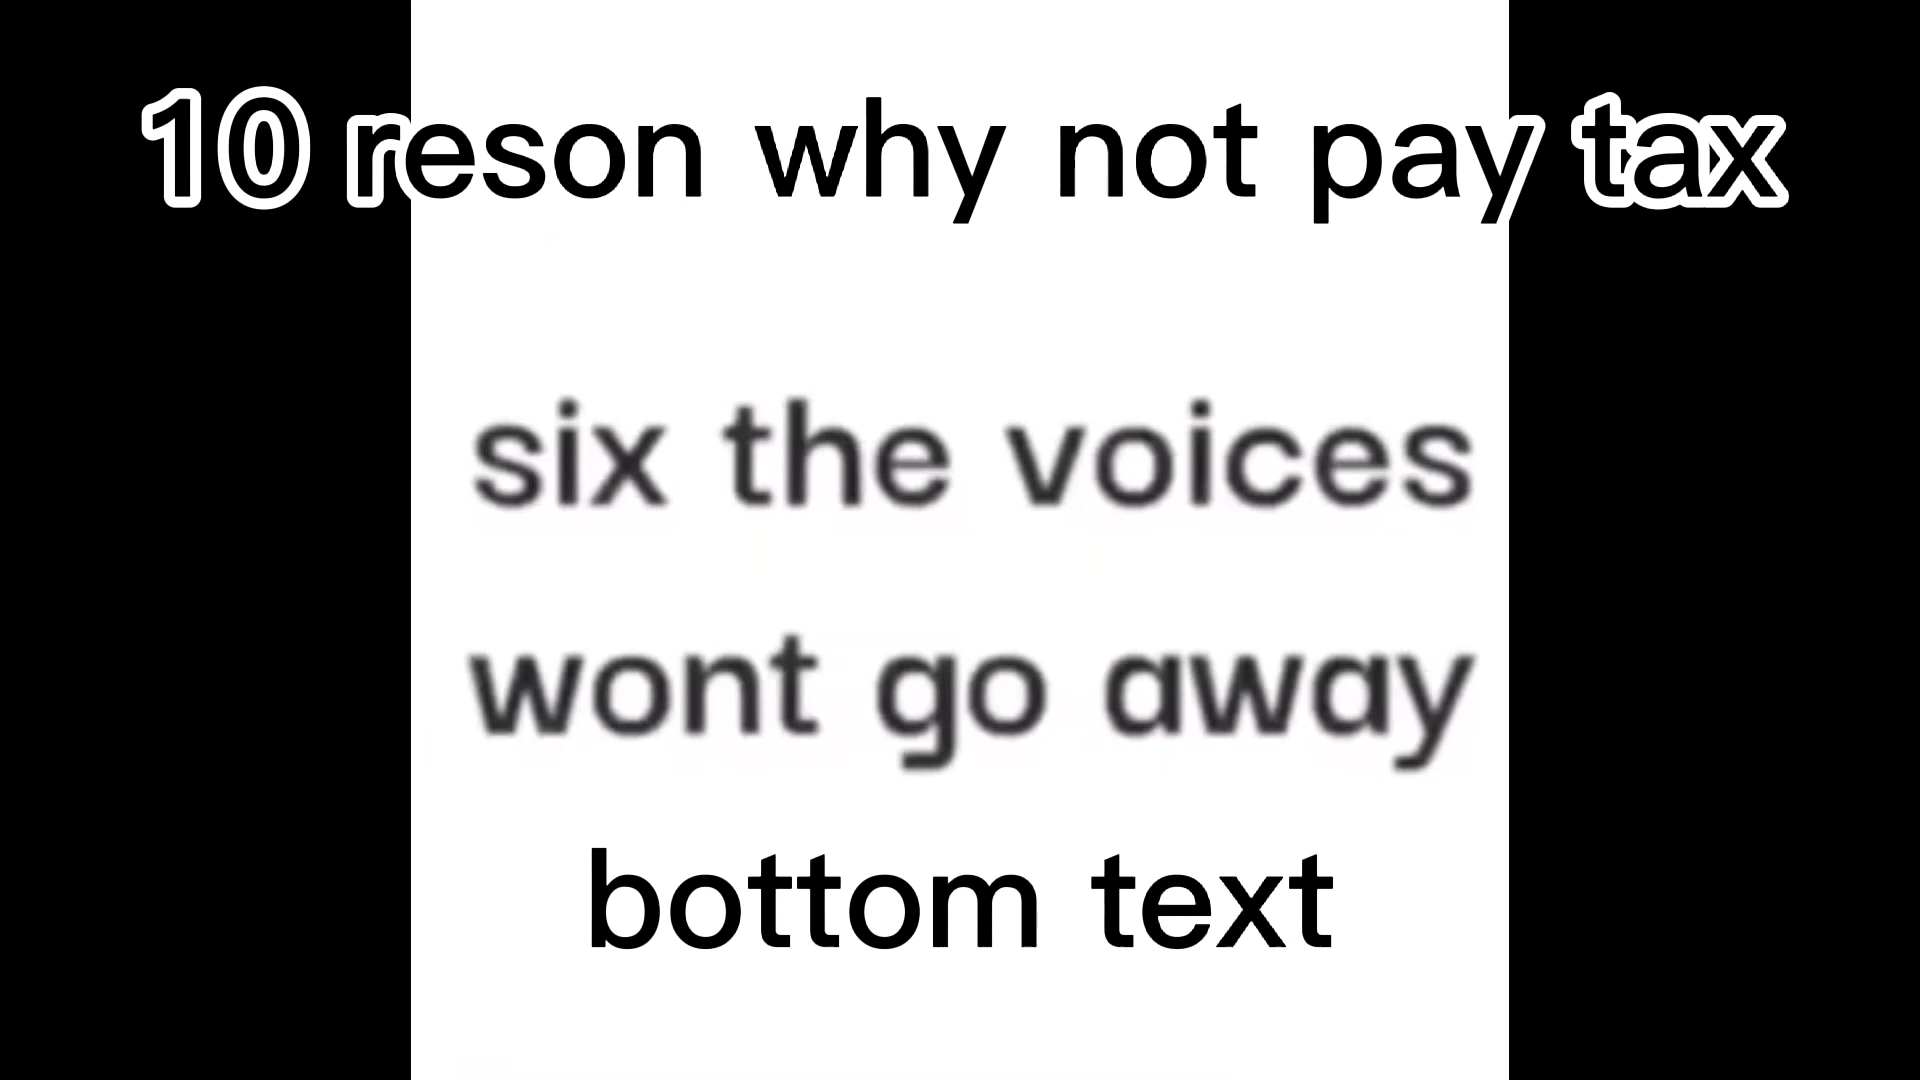 10 reson why not pay tax
six the voices
wont go away
bottom text